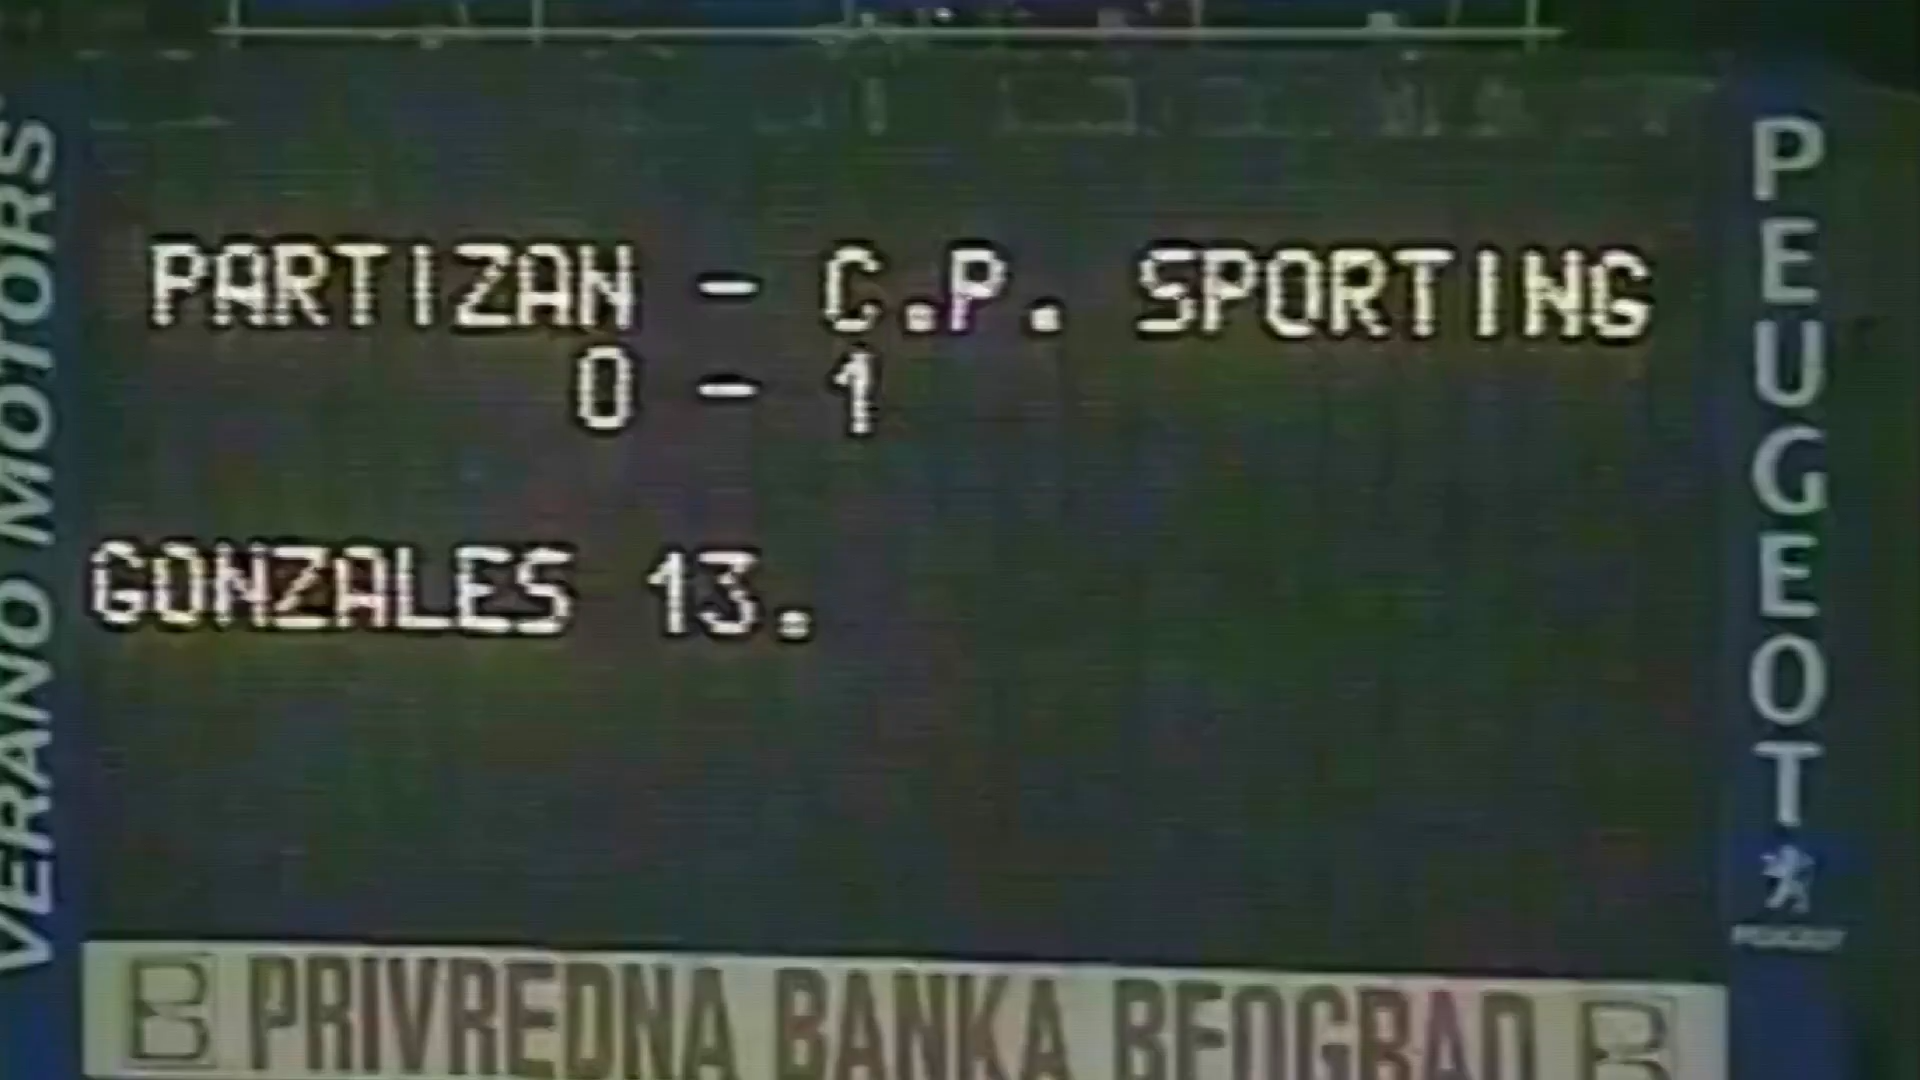 PARTIZAN - C.P. SPORTING
0 - 1
GONZALES 13.
VERANO MOTORS
PEUGEOT
PRIVREDNA BANKA BEOGRAD